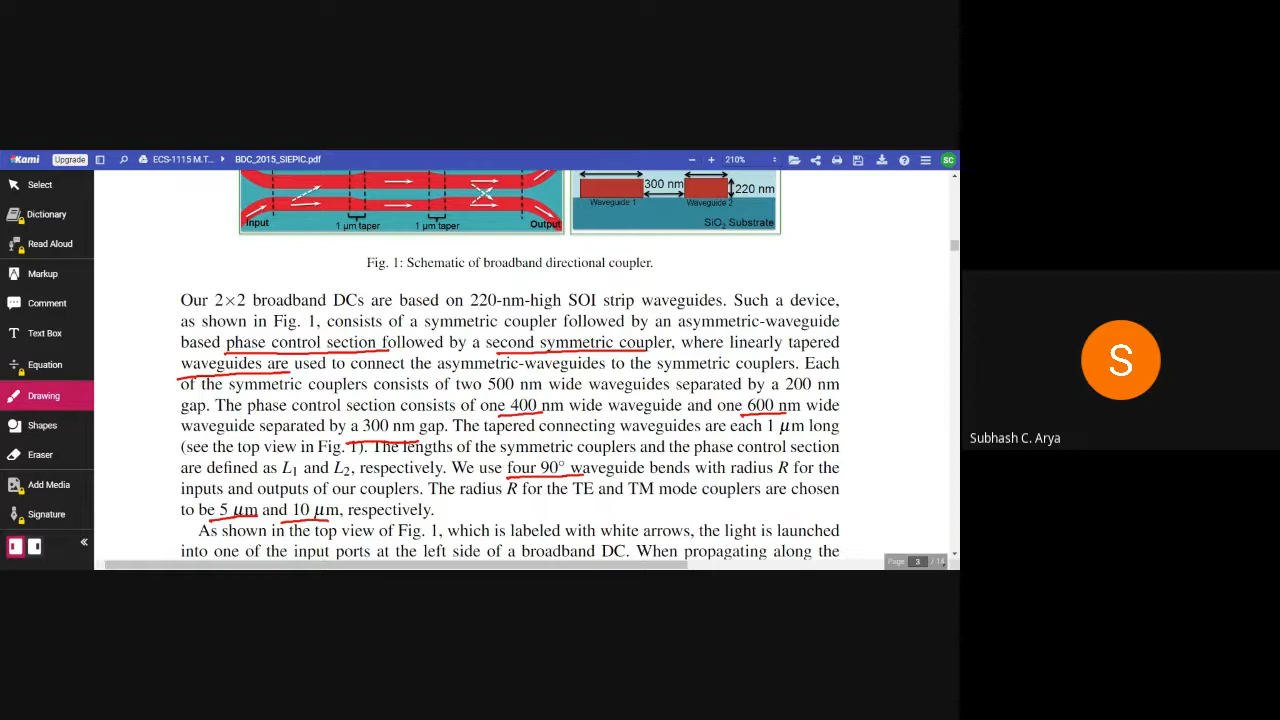 Kami Upgrade ECS-1115 M.T... BDC_2015_SIEPIC.pdf 210% SC
Select
Dictionary
Read Aloud
Markup
Comment
Text Box
Equation
Drawing
Shapes
Eraser
Add Media
Signature
Input 1 μm taper 1 μm taper Output
300 nm 220 nm
Waveguide 1 Waveguide 2
SiO2 Substrate
Fig. 1: Schematic of broadband directional coupler.
Our 2×2 broadband DCs are based on 220-nm-high SOI strip waveguides. Such a device,
as shown in Fig. 1, consists of a symmetric coupler followed by an asymmetric-waveguide
based phase control section followed by a second symmetric coupler, where linearly tapered
waveguides are used to connect the asymmetric-waveguides to the symmetric couplers. Each
of the symmetric couplers consists of two 500 nm wide waveguides separated by a 200 nm
gap. The phase control section consists of one 400 nm wide waveguide and one 600 nm wide
waveguide separated by a 300 nm gap. The tapered connecting waveguides are each 1 μm long
(see the top view in Fig. 1). The lengths of the symmetric couplers and the phase control section
are defined as L1 and L2, respectively. We use four 90° waveguide bends with radius R for the
inputs and outputs of our couplers. The radius R for the TE and TM mode couplers are chosen
to be 5 μm and 10 μm, respectively.
As shown in the top view of Fig. 1, which is labeled with white arrows, the light is launched
into one of the input ports at the left side of a broadband DC. When propagating along the
Page 3 / 14
S
Subhash C. Arya